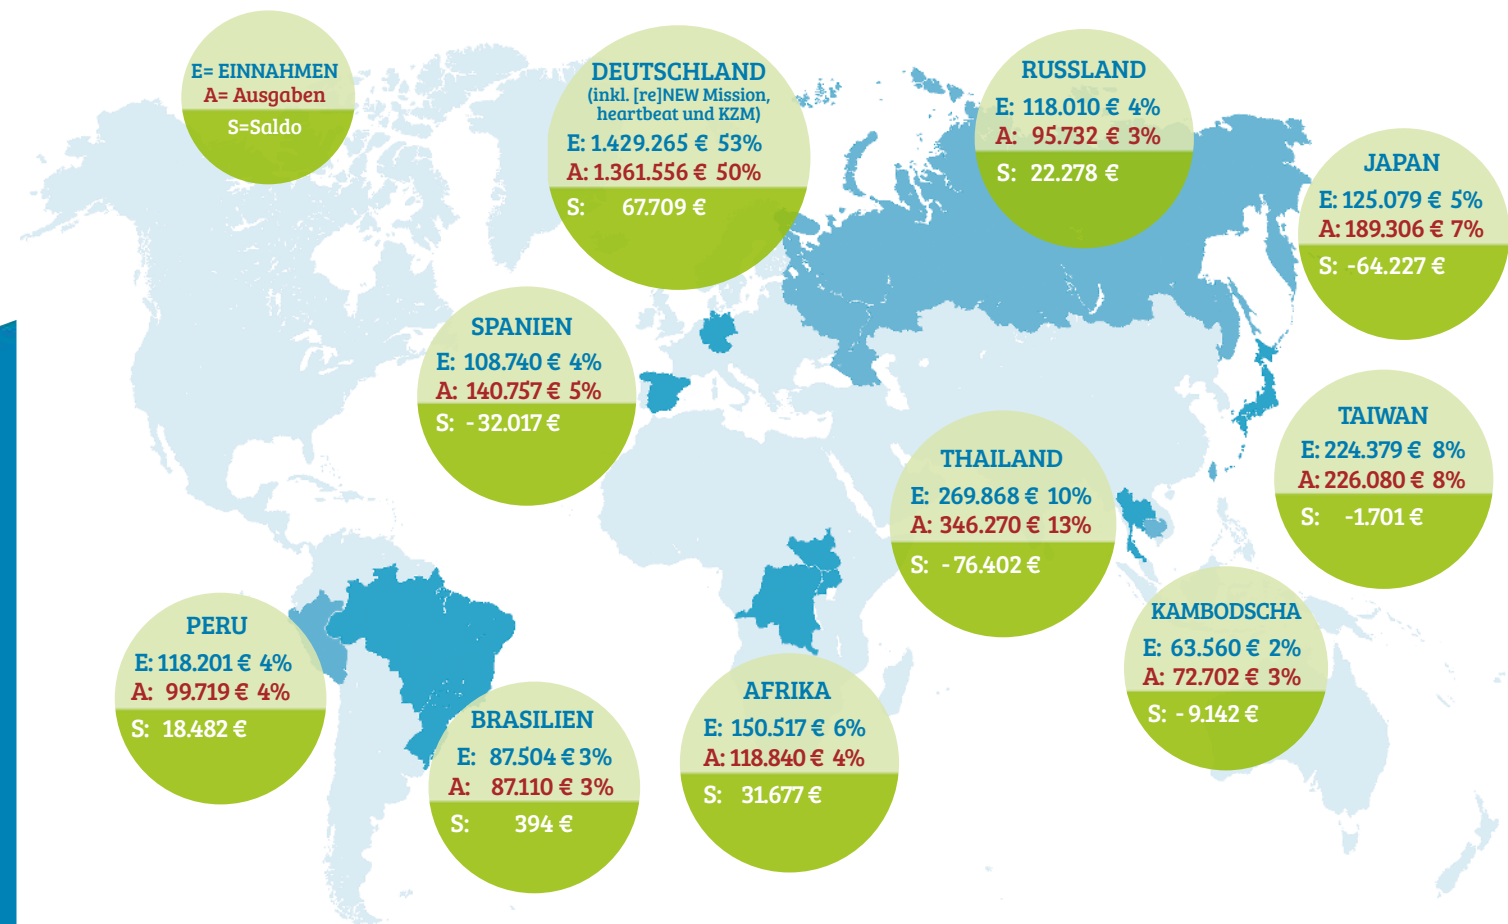 E= EINNAHMEN
A= Ausgaben
S=Saldo
DEUTSCHLAND
(inkl. [re]NEW Mission,
heartbeat und KZM)
E: 1.429.265 € 53%
A: 1.361.556 € 50%
S: 67.709 €
RUSSLAND
E: 118.010 € 4%
A: 95.732 € 3%
S: 22.278 €
JAPAN
E: 125.079 € 5%
A: 189.306 € 7%
S: -64.227 €
SPANIEN
E: 108.740 € 4%
A: 140.757 € 5%
S: - 32.017 €
THAILAND
E: 269.868 € 10%
A: 346.270 € 13%
S: - 76.402 €
TAIWAN
E: 224.379 € 8%
A: 226.080 € 8%
S: -1.701 €
PERU
E: 118.201 € 4%
A: 99.719 € 4%
S: 18.482 €
BRASILIEN
E: 87.504 € 3%
A: 87.110 € 3%
S: 394 €
AFRIKA
E: 150.517 € 6%
A: 118.840 € 4%
S: 31.677 €
KAMBODSCHA
E: 63.560 € 2%
A: 72.702 € 3%
S: - 9.142 €